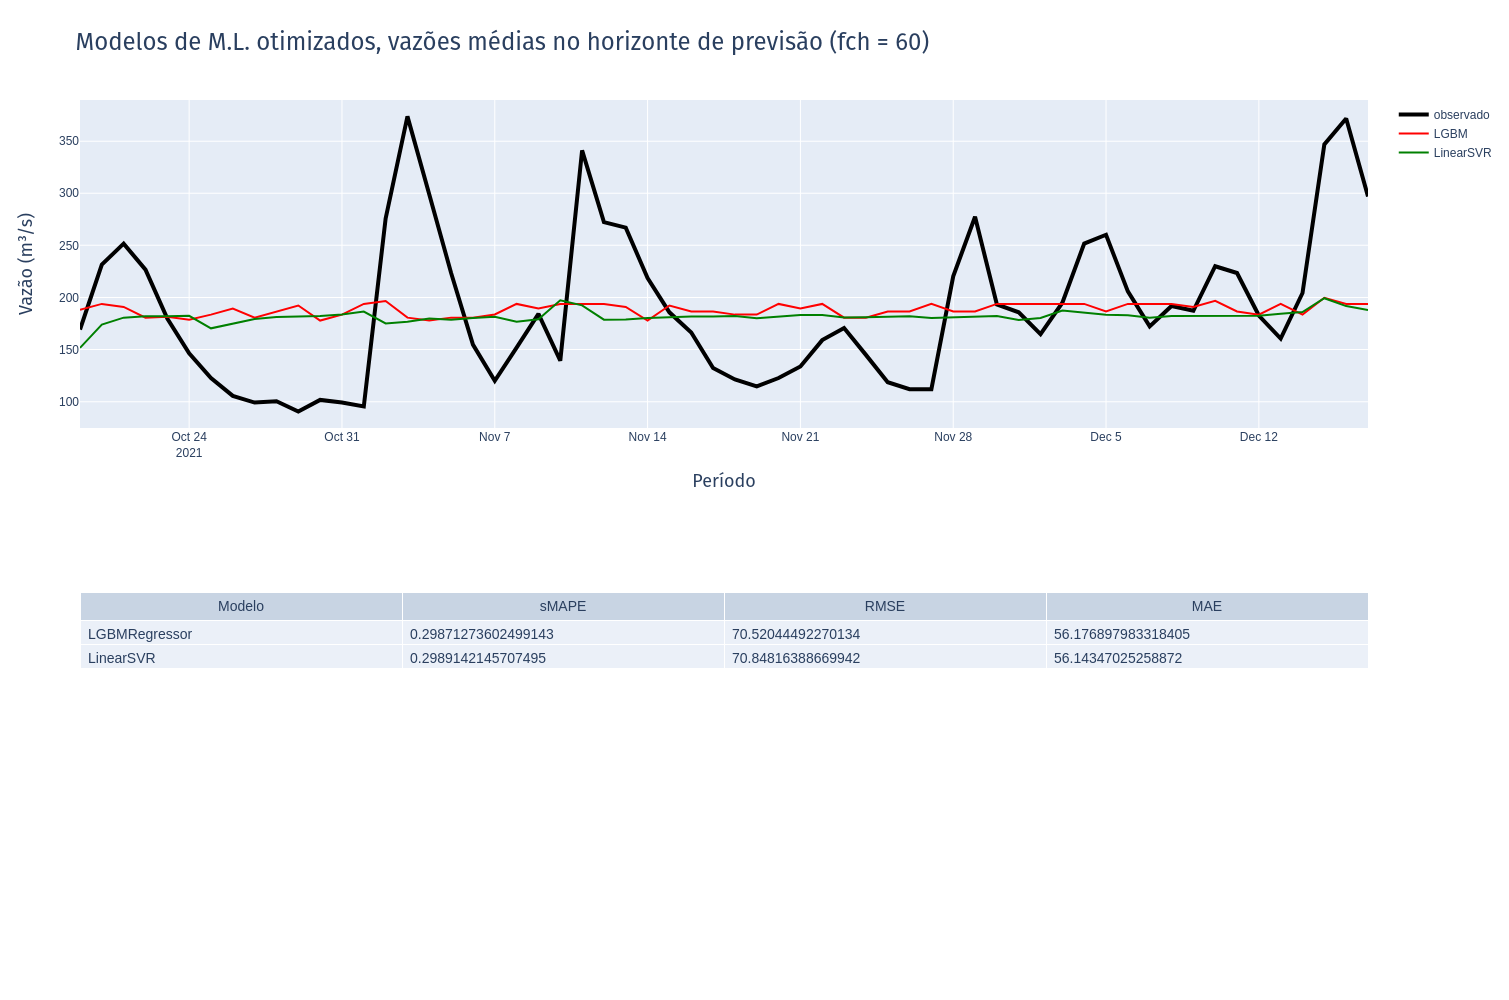 Modelos de M.L. otimizados, vazões médias no horizonte de previsão (fch = 60)
observado
LGBM
LinearSVR
Vazão (m³/s)
350
300
250
200
150
100
Oct 24 Oct 31 Nov 7 Nov 14 Nov 21 Nov 28 Dec 5 Dec 12
2021
Período
Modelo sMAPE RMSE MAE
LGBMRegressor 0.29871273602499143 70.52044492270134 56.176897983318405
LinearSVR 0.2989142145707495 70.84816388669942 56.14347025258872